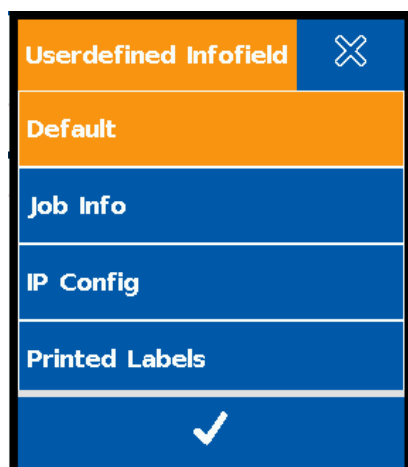 Userdefined Infofield
Default
Job Info
IP Config
Printed Labels